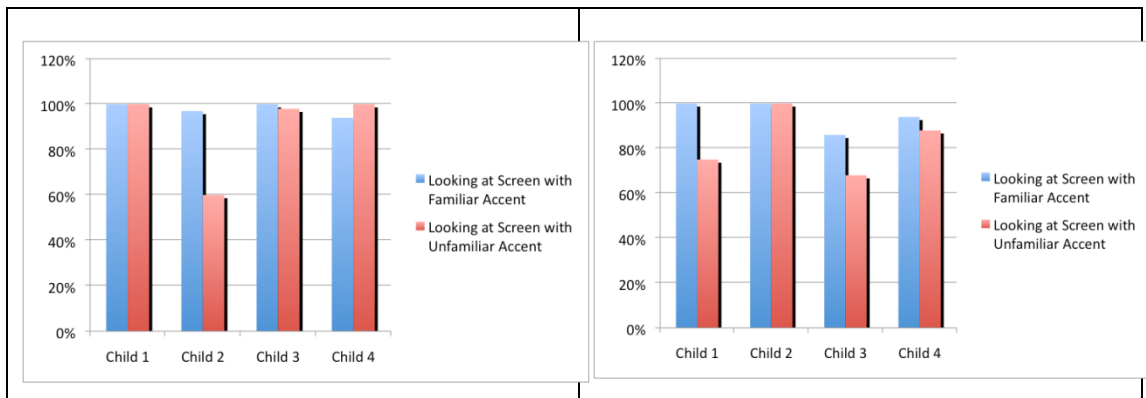 120%
100%
80%
60%
40%
20%
0%
Child 1 Child 2 Child 3 Child 4
Looking at Screen with
Familiar Accent
Looking at Screen with
Unfamiliar Accent
120%
100%
80%
60%
40%
20%
0%
Child 1 Child 2 Child 3 Child 4
Looking at Screen with
Familiar Accent
Looking at Screen with
Unfamiliar Accent